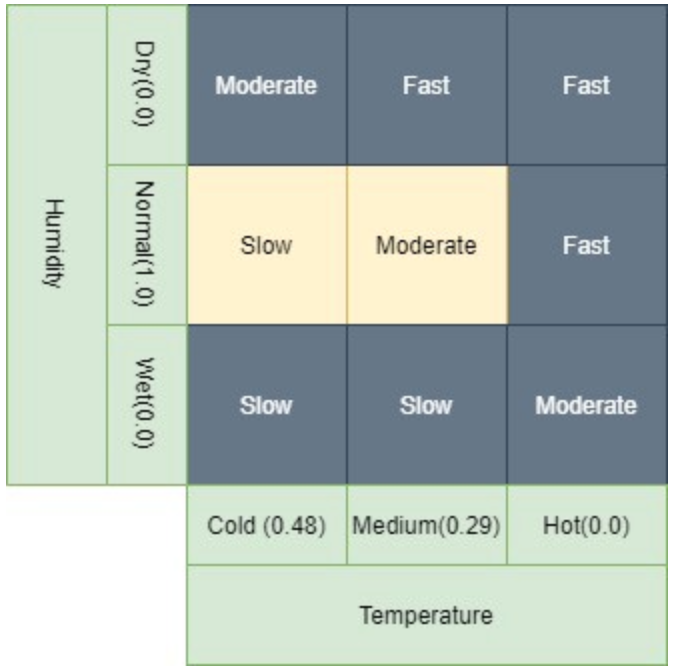 Humidity
Dry(0.0)
Moderate
Fast
Fast
Normal(1.0)
Slow
Moderate
Fast
Wet(0.0)
Slow
Slow
Moderate
Cold (0.48)
Medium(0.29)
Hot(0.0)
Temperature